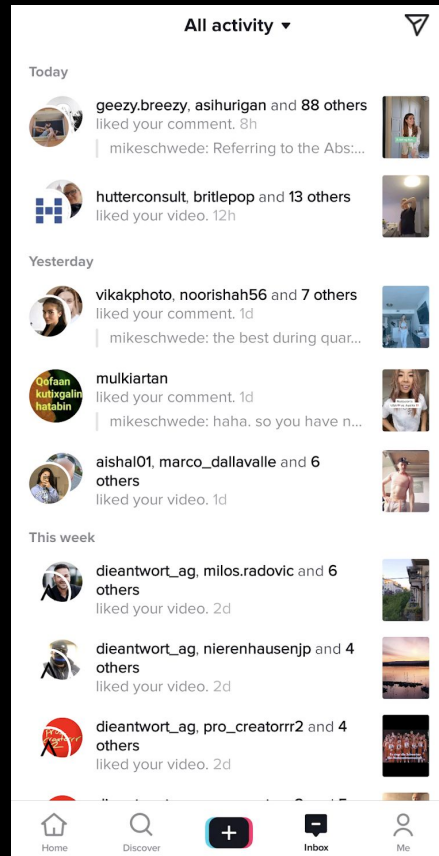 All activity
Today
geezy.breezy, asihurigan and 88 others
liked your comment. 8h
mikeschwede: Referring to the Abs:...
hutterconsult, britlepop and 13 others
liked your video. 12h
Yesterday
vikakphoto, noorishah56 and 7 others
liked your comment. 1d
mikeschwede: the best during quar...
Qofaan
kutixgalin
hatabin
mulkiartan
liked your comment. 1d
mikeschwede: haha. so you have n...
aishal01, marco_dallavalle and 6
others
liked your video. 1d
This week
dieantwort_ag, milos.radovic and 6
others
liked your video. 2d
dieantwort_ag, nierenhausenjp and 4
others
liked your video. 2d
dieantwort_ag, pro_creatorrr2 and 4
others
liked your video. 2d
Home
Discover
Inbox
Me